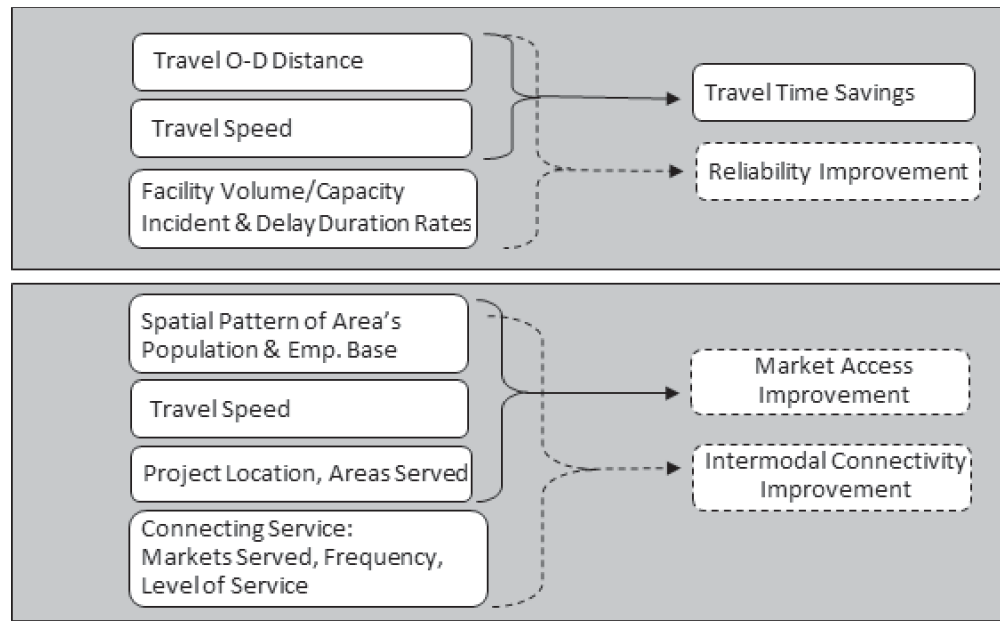 Travel O-D Distance
Travel Speed
Facility Volume/Capacity
Incident & Delay Duration Rates
Travel Time Savings
Reliability Improvement
Spatial Pattern of Area's
Population & Emp. Base
Travel Speed
Project Location, Areas Served
Connecting Service:
Markets Served, Frequency,
Level of Service
Market Access
Improvement
Intermodal Connectivity
Improvement